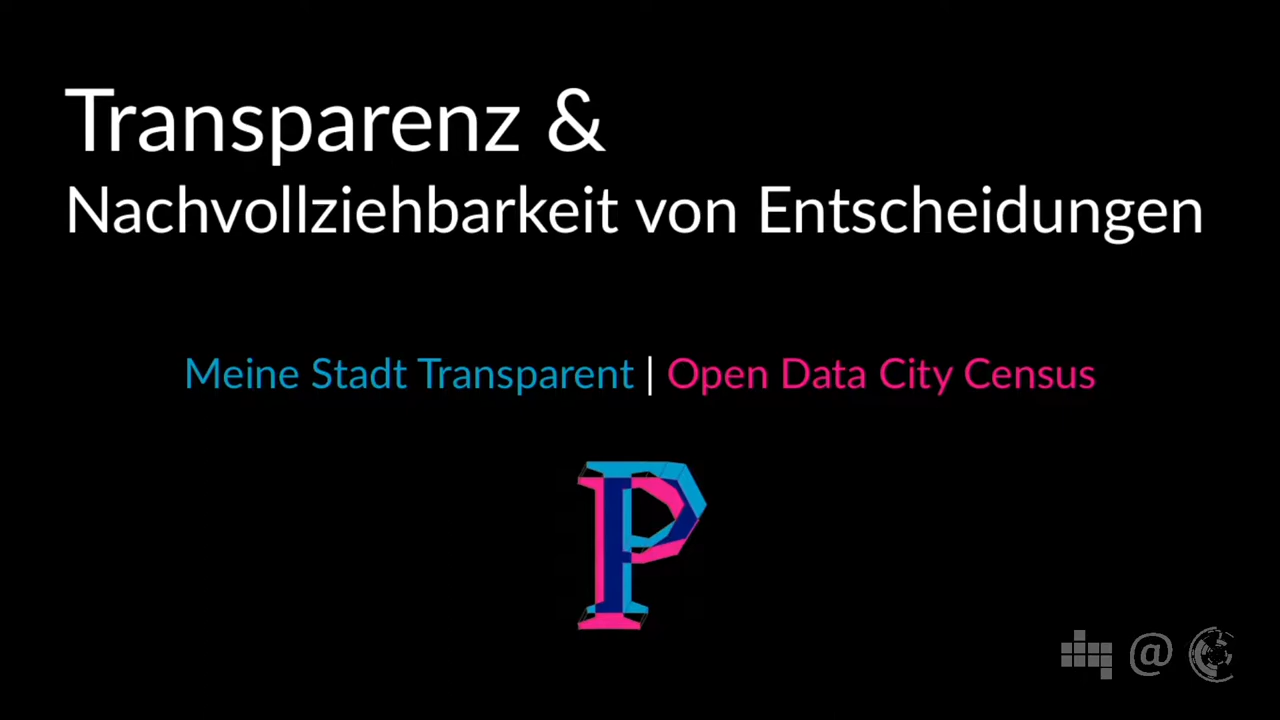 Transparenz &
Nachvollziehbarkeit von Entscheidungen
Meine Stadt Transparent | Open Data City Census
P
@